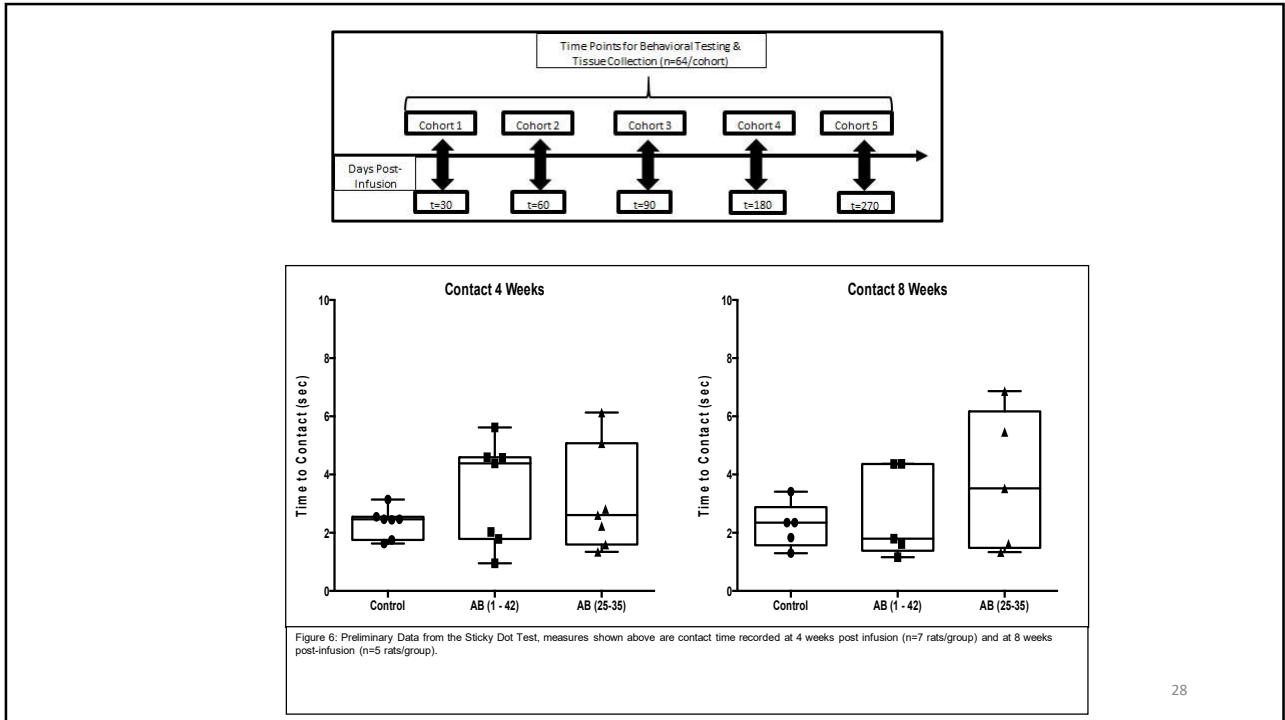 Time Points for Behavioral Testing &
Tissue Collection (n=64/cohort)
Cohort 1
Cohort 2
Cohort 3
Cohort 4
Cohort 5
Days Post-
Infusion
t=30
t=60
t=90
t=180
t=270
Contact 4 Weeks
10
8
6
4
2
0
Time to Contact (sec)
Control
AB (1 - 42)
AB (25-35)
Contact 8 Weeks
10
8
6
4
2
0
Time to Contact (sec)
Control
AB (1 - 42)
AB (25-35)
Figure 6: Preliminary Data from the Sticky Dot Test, measures shown above are contact time recorded at 4 weeks post infusion (n=7 rats/group) and at 8 weeks
post-infusion (n=5 rats/group).
28